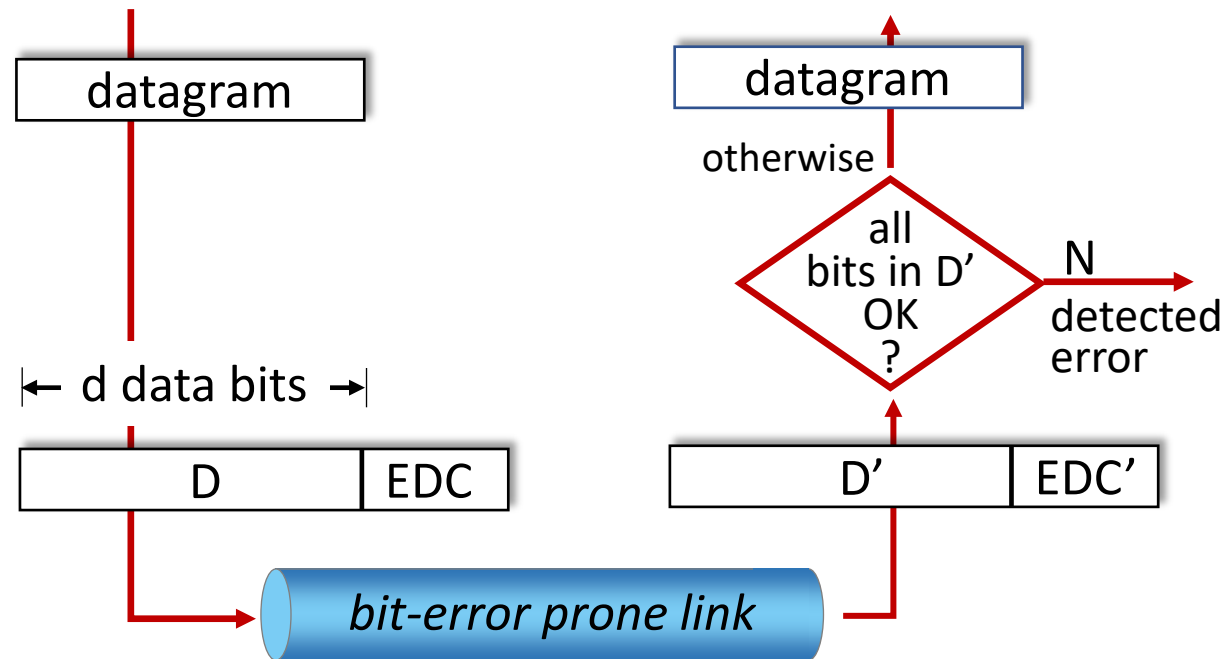 datagram
datagram
otherwise
all
bits in D’
OK
?
N
detected
error
d data bits
D
EDC
D’
EDC’
bit-error prone link